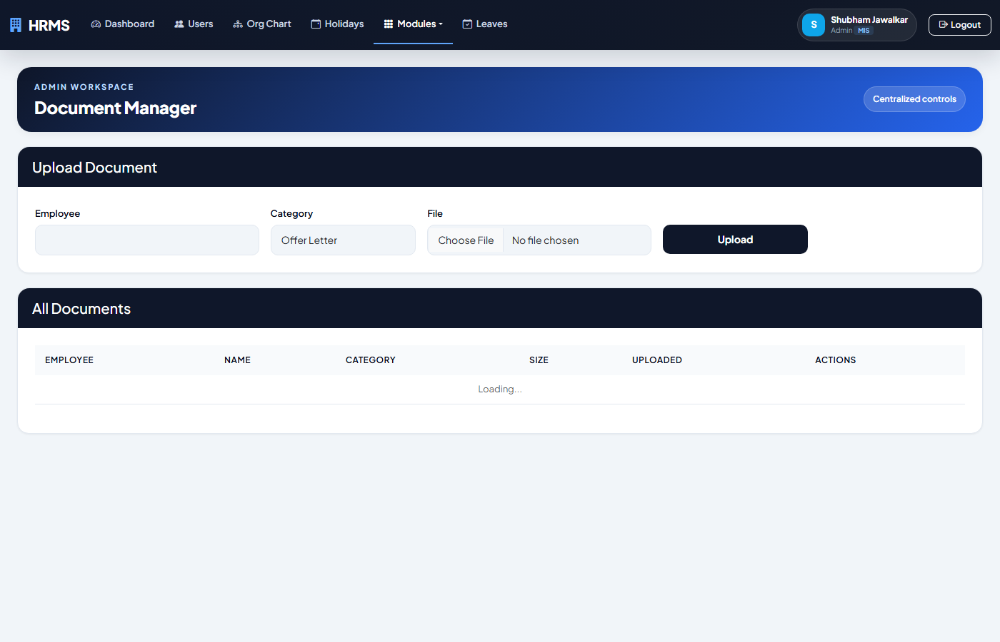 HRMS
Dashboard
Users
Org Chart
Holidays
Modules
Leaves
S
Shubham Jawalkar
Admin MIS
Logout
ADMIN WORKSPACE
Document Manager
Centralized controls
Upload Document
Employee
Category
File
Offer Letter
Choose File
No file chosen
Upload
All Documents
EMPLOYEE
NAME
CATEGORY
SIZE
UPLOADED
ACTIONS
Loading...